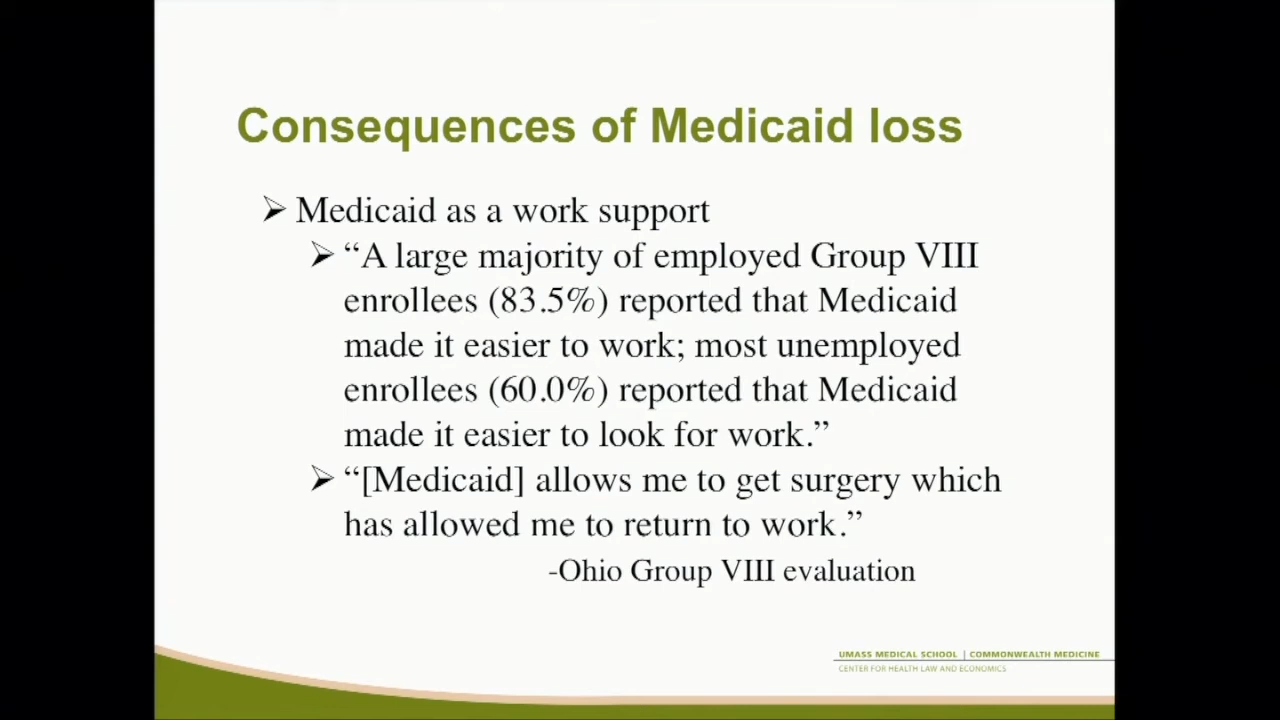 Consequences of Medicaid loss
➢ Medicaid as a work support
➢ “A large majority of employed Group VIII
enrollees (83.5%) reported that Medicaid
made it easier to work; most unemployed
enrollees (60.0%) reported that Medicaid
made it easier to look for work.”
➢ “[Medicaid] allows me to get surgery which
has allowed me to return to work.”
-Ohio Group VIII evaluation
UMASS MEDICAL SCHOOL | COMMONWEALTH MEDICINE
CENTER FOR HEALTH LAW AND ECONOMICS